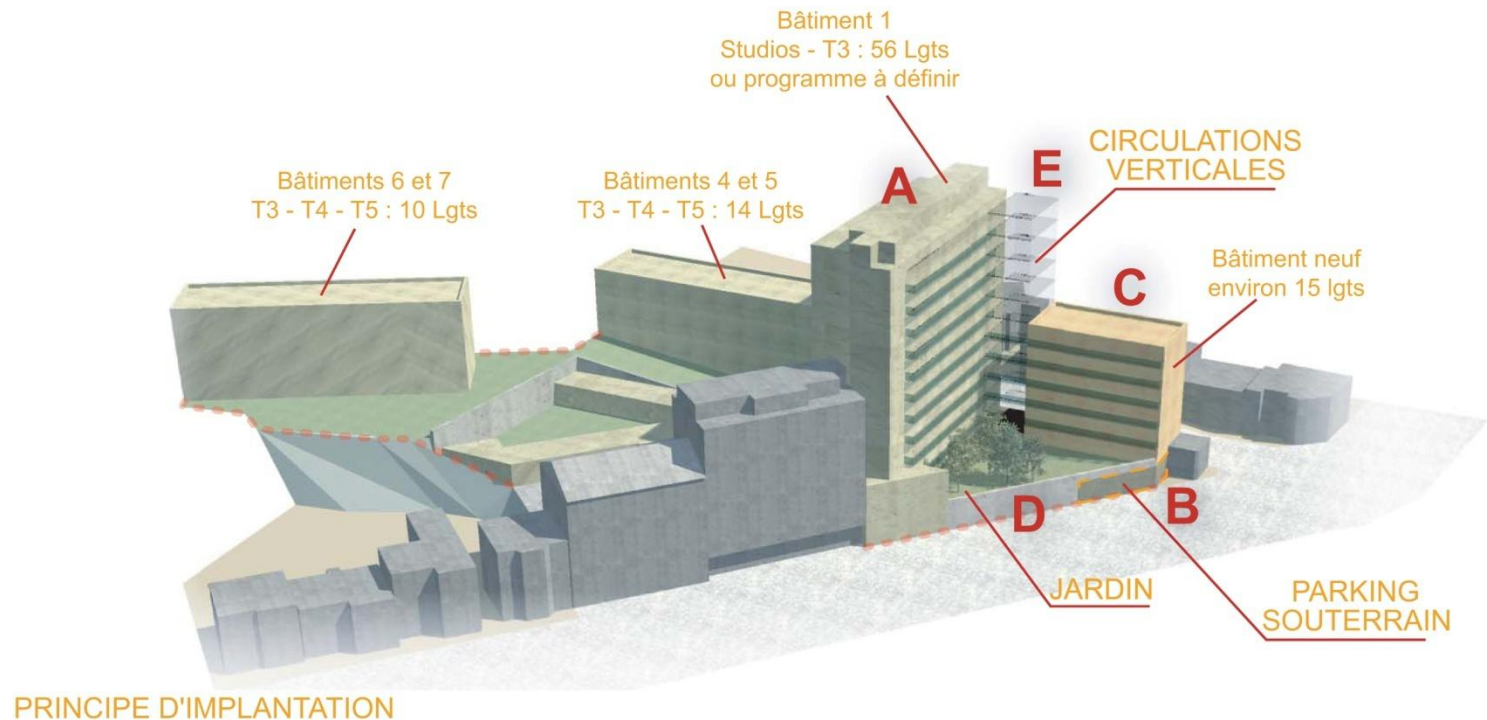 Bâtiment 1
Studios - T3 : 56 Lgts
ou programme à définir
CIRCULATIONS
VERTICALES
E
A
Bâtiments 6 et 7
T3 - T4 - T5 : 10 Lgts
Bâtiments 4 et 5
T3 - T4 - T5 : 14 Lgts
Bâtiment neuf
environ 15 lgts
C
D
B
JARDIN
PARKING
SOUTERRAIN
PRINCIPE D'IMPLANTATION